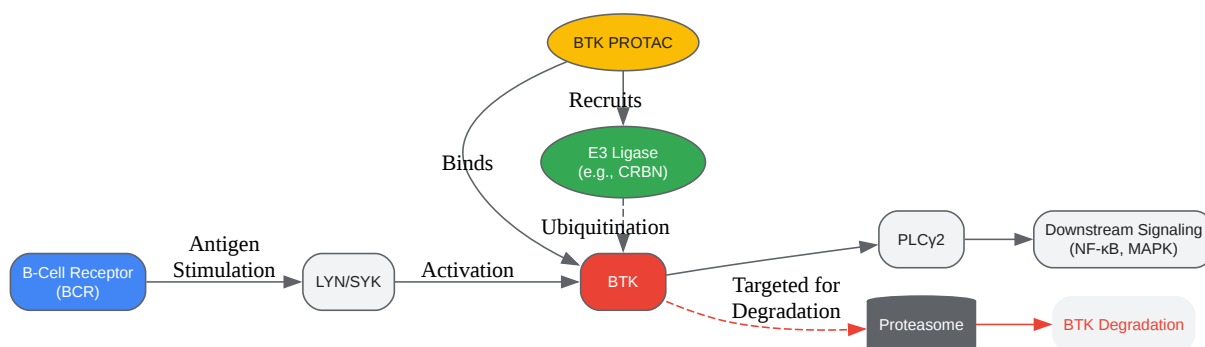 BTK PROTAC
Recruits
E3 Ligase
(e.g., CRBN)
Binds
Ubiquitination
Antigen
Stimulation
B-Cell Receptor
(BCR)
LYN/SYK
Activation
BTK
PLCγ2
Downstream Signaling
(NF-κB, MAPK)
Targeted for
Degradation
Proteasome
BTK Degradation